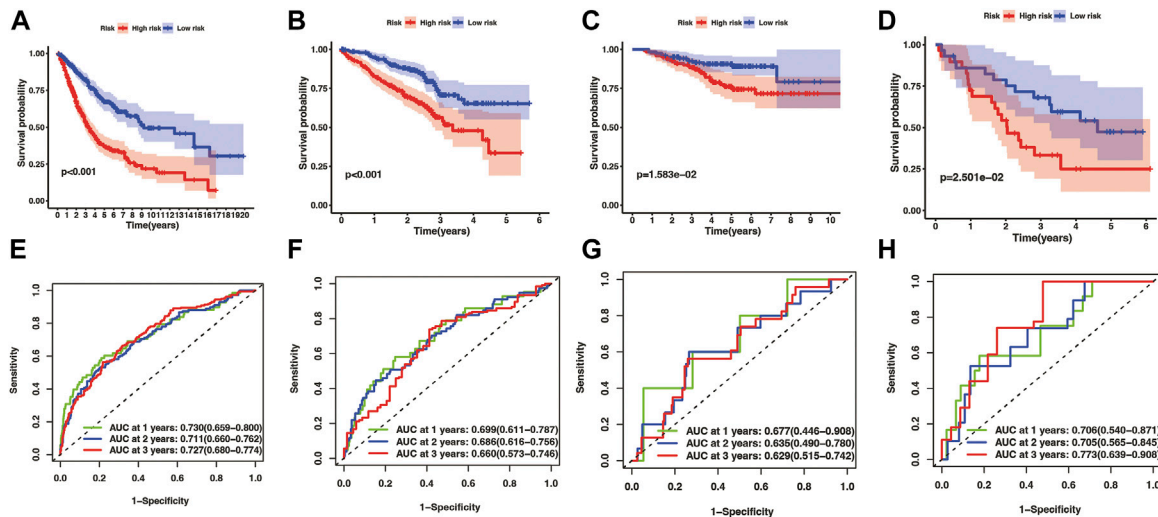 A
Risk High risk Low risk
Survival probability
1.00
0.75
0.50
0.25
0.00
p<0.001
0 1 2 3 4 5 6 7 8 9 1011121314151617181920
Time(years)
B
Risk High risk Low risk
Survival probability
1.00
0.75
0.50
0.25
0.00
p<0.001
0 1 2 3 4 5 6
Time(years)
C
Risk High risk Low risk
Survival probability
1.00
0.75
0.50
0.25
0.00
p=1.583e-02
0 1 2 3 4 5 6 7 8 9 10
Time(years)
D
Risk High risk Low risk
Survival probability
1.00
0.75
0.50
0.25
0.00
p=2.501e-02
0 1 2 3 4 5 6
Time(years)
E
Sensitivity
1.0
0.8
0.6
0.4
0.2
0.0
AUC at 1 years: 0.730(0.659-0.800)
AUC at 2 years: 0.711(0.660-0.762)
AUC at 3 years: 0.727(0.680-0.774)
0.0 0.2 0.4 0.6 0.8 1.0
1-Specificity
F
Sensitivity
1.0
0.8
0.6
0.4
0.2
0.0
AUC at 1 years: 0.699(0.611-0.787)
AUC at 2 years: 0.686(0.616-0.756)
AUC at 3 years: 0.660(0.573-0.746)
0.0 0.2 0.4 0.6 0.8 1.0
1-Specificity
G
Sensitivity
1.0
0.8
0.6
0.4
0.2
0.0
AUC at 1 years: 0.677(0.446-0.908)
AUC at 2 years: 0.635(0.490-0.780)
AUC at 3 years: 0.629(0.515-0.742)
0.0 0.2 0.4 0.6 0.8 1.0
1-Specificity
H
Sensitivity
1.0
0.8
0.6
0.4
0.2
0.0
AUC at 1 years: 0.706(0.540-0.871)
AUC at 2 years: 0.705(0.565-0.845)
AUC at 3 years: 0.773(0.639-0.908)
0.0 0.2 0.4 0.6 0.8 1.0
1-Specificity